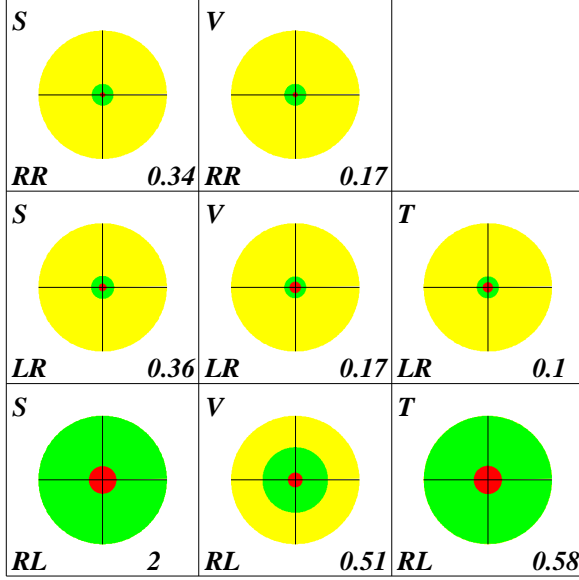 S V
RR 0.34 RR 0.17
S V T
LR 0.36 LR 0.17 LR 0.1
S V T
RL 2 RL 0.51 RL 0.58